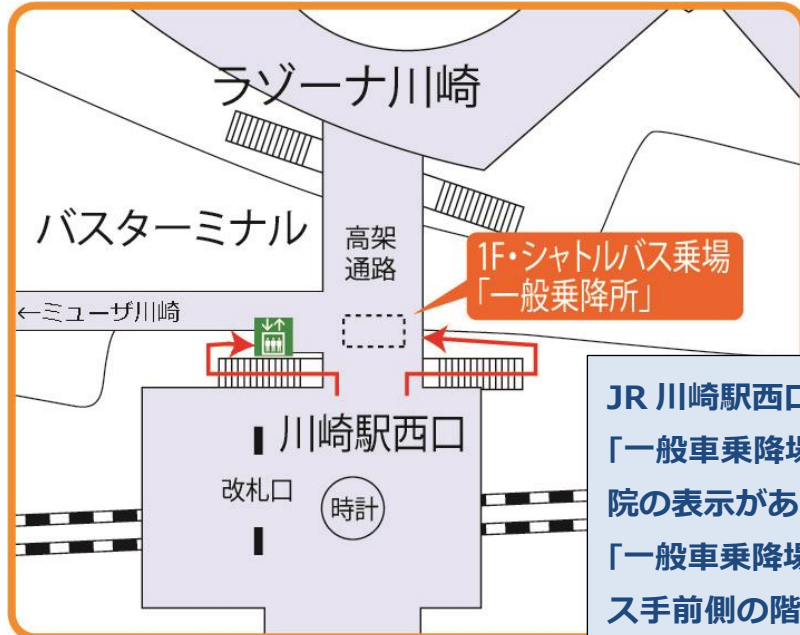 ラゾーナ川崎
バスターミナル
高架
通路
1F・シャトルバス乗場
「一般乗降所」
←ミューザ川崎
川崎駅西口
改札口
時計
JR 川崎駅西口
「一般車乗降場
院の表示があ
「一般車乗降場
ス手前側の階